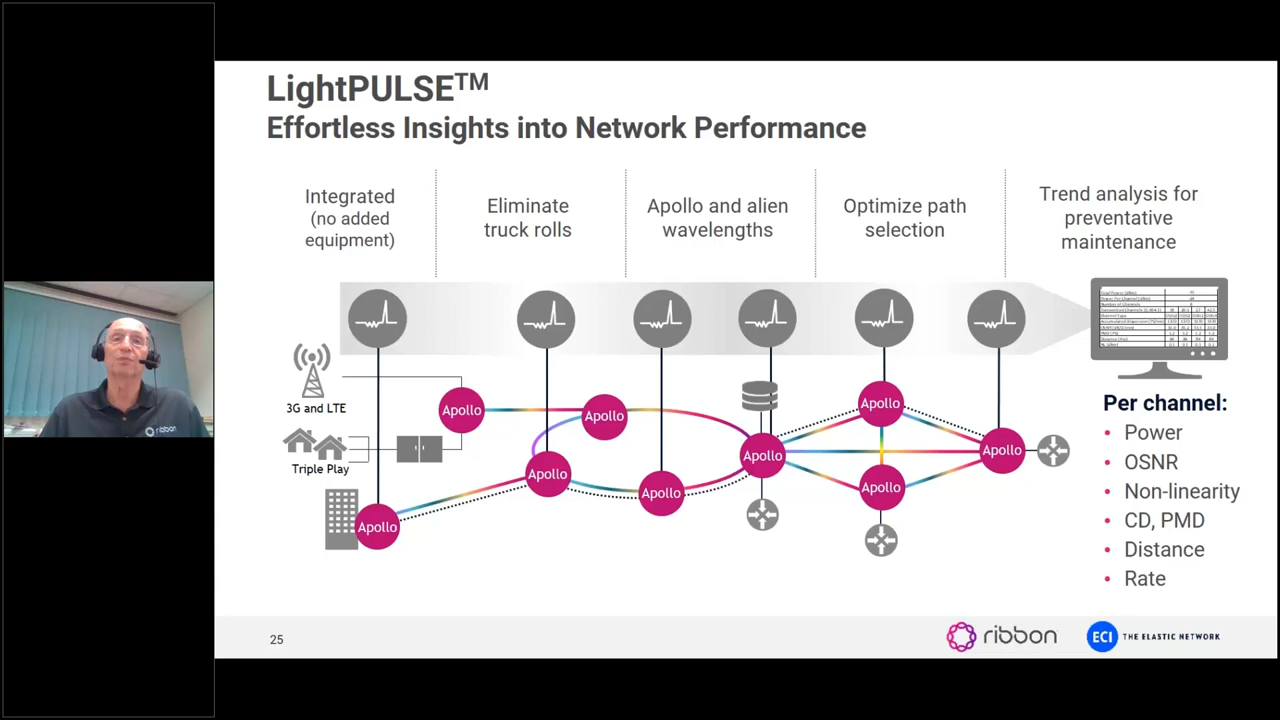 LightPULSE™
Effortless Insights into Network Performance
Integrated
(no added
equipment)
Eliminate
truck rolls
Apollo and alien
wavelengths
Optimize path
selection
Trend analysis for
preventative
maintenance
3G and LTE
Triple Play
Apollo
Apollo
Apollo
Apollo
Apollo
Apollo
Apollo
Apollo
Apollo
Per channel:
• Power
• OSNR
• Non-linearity
• CD, PMD
• Distance
• Rate
ribbon
25
ribbon
ECI THE ELASTIC NETWORK